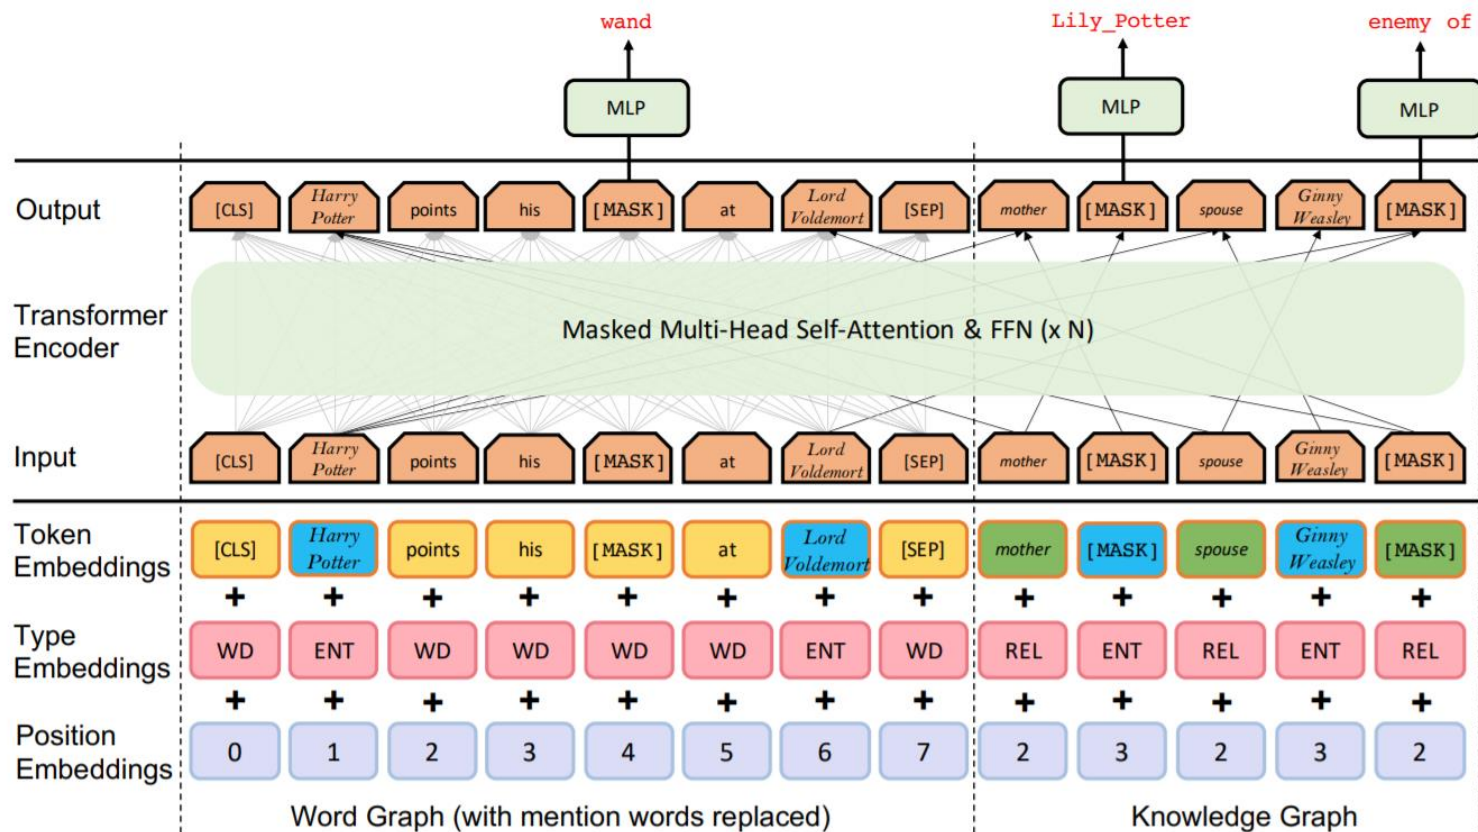 wand Lily_Potter enemy of
MLP MLP MLP
Output [CLS] Harry Potter points his [MASK] at Lord Voldemort [SEP] mother [MASK] spouse Ginny Weasley [MASK]
Transformer Encoder
Masked Multi-Head Self-Attention & FFN (x N)
Input [CLS] Harry Potter points his [MASK] at Lord Voldemort [SEP] mother [MASK] spouse Ginny Weasley [MASK]
Token Embeddings [CLS] Harry Potter points his [MASK] at Lord Voldemort [SEP] mother [MASK] spouse Ginny Weasley [MASK]
+ + + + + + + + + + + + +
Type Embeddings WD ENT WD WD WD WD ENT WD REL ENT REL ENT REL
+ + + + + + + + + + + + +
Position Embeddings 0 1 2 3 4 5 6 7 2 3 2 3 2
Word Graph (with mention words replaced) Knowledge Graph